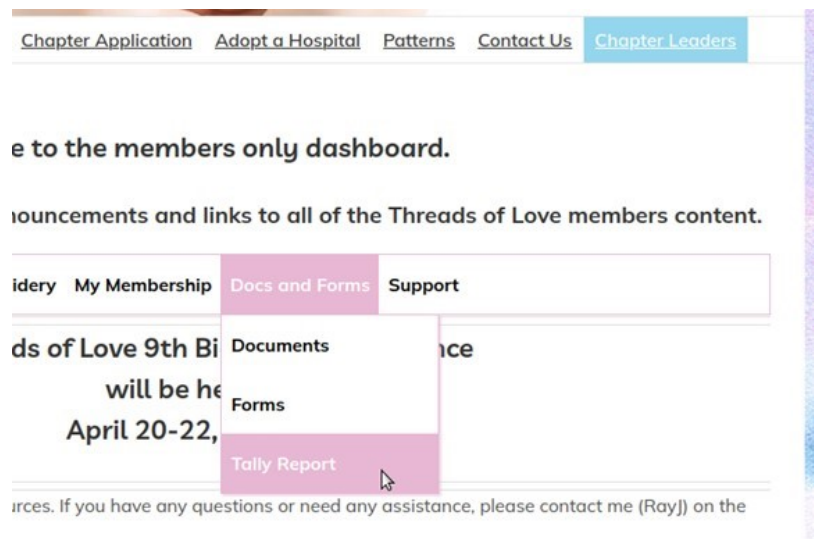 Chapter Application Adopt a Hospital Patterns Contact Us Chapter Leaders
e to the members only dashboard.
nouncements and links to all of the Threads of Love members content.
idery My Membership Docs and Forms Support
ds of Love 9th Bi nce
Documents
will be he
Forms
April 20-22,
Tally Report
urces. If you have any questions or need any assistance, please contact me (RayJ) on the